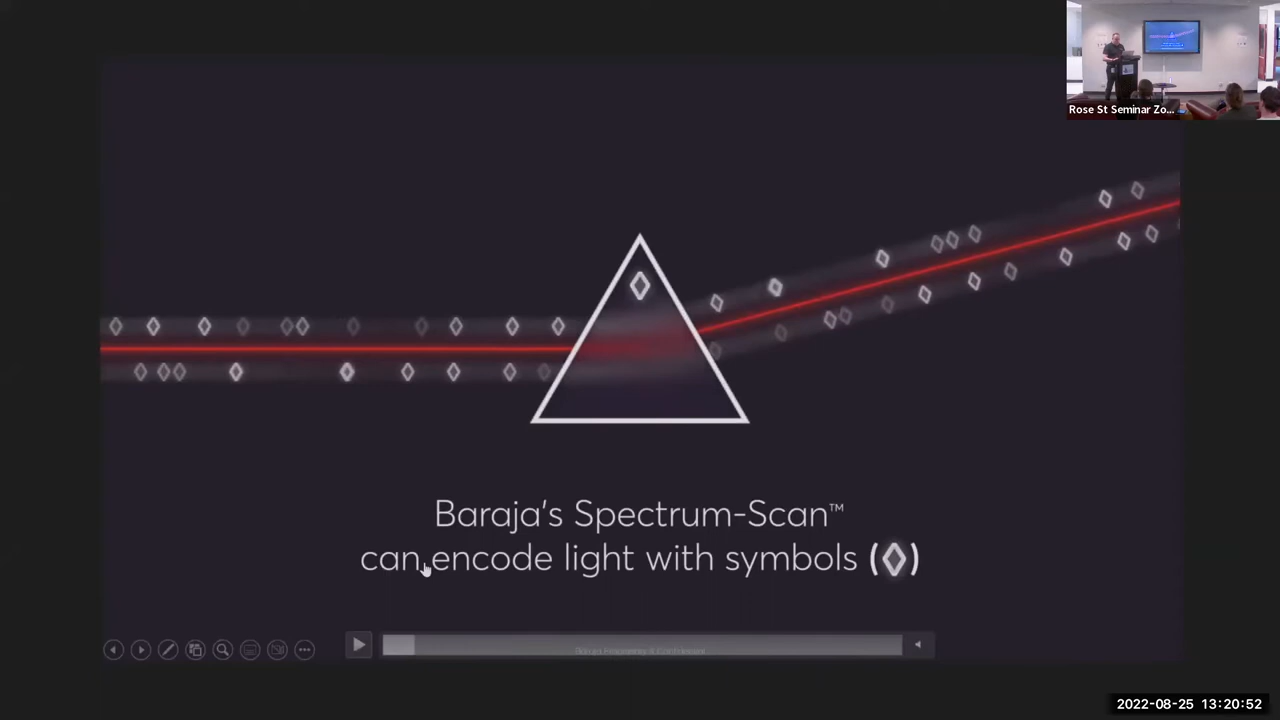 Rose St Seminar Zo...
Baraja's Spectrum-Scan™
can encode light with symbols (◊)
2022-08-25 13:20:52